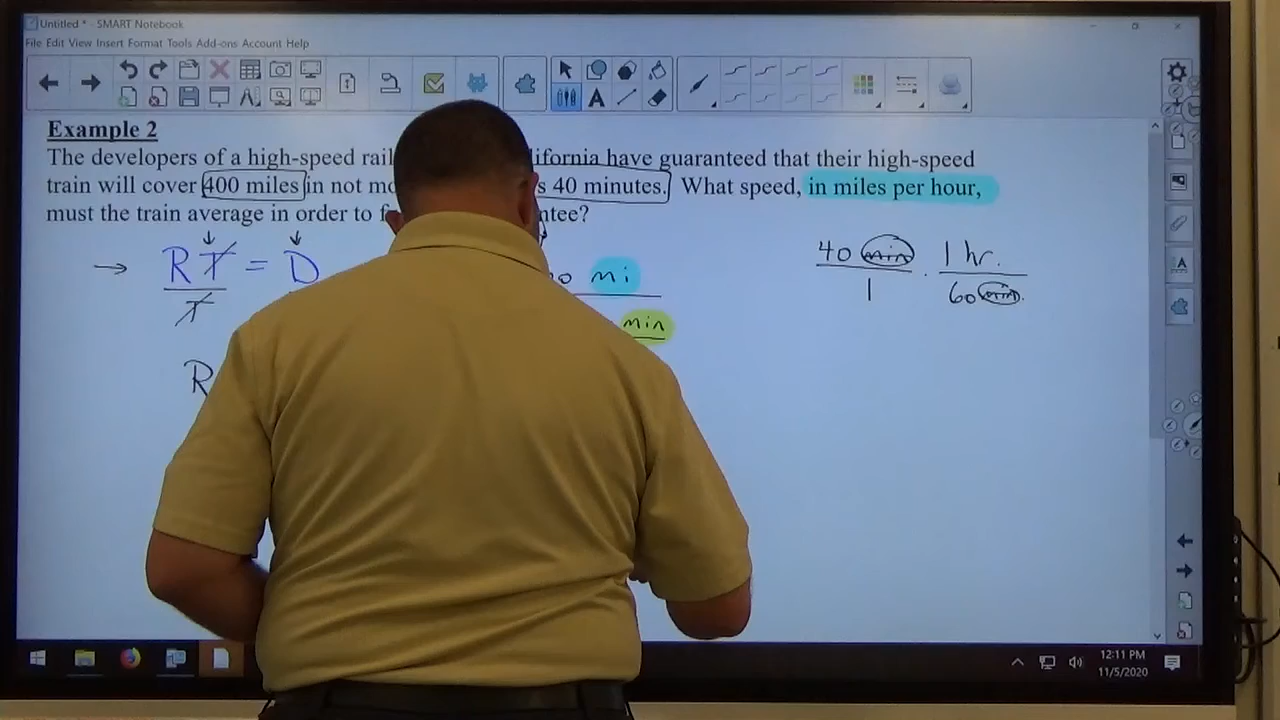 Untitled * - SMART Notebook
File Edit View Insert Format Tools Add-ons Account Help
Example 2
The developers of a high-speed rail ifornia have guaranteed that their high-speed
train will cover 400 miles in not mo s 40 minutes. What speed, in miles per hour,
must the train average in order to f ntee?
R T = D
T
0 mi
min
R
40 min 1 hr.
1 60 min.
12:11 PM
11/5/2020